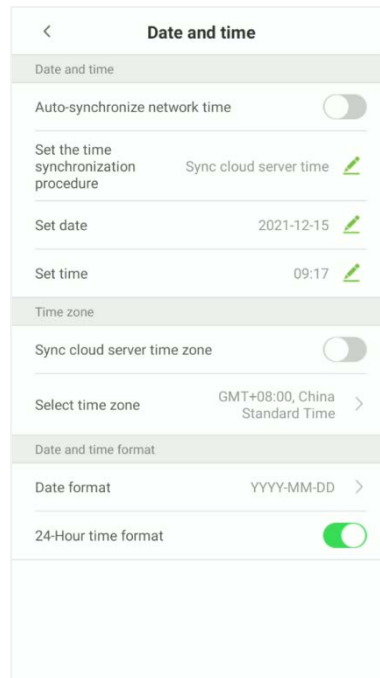 Date and time
Date and time
Auto-synchronize network time
Set the time
synchronization
procedure
Sync cloud server time
Set date
2021-12-15
Set time
09:17
Time zone
Sync cloud server time zone
Select time zone
GMT+08:00, China
Standard Time
Date and time format
Date format
YYYY-MM-DD
24-Hour time format